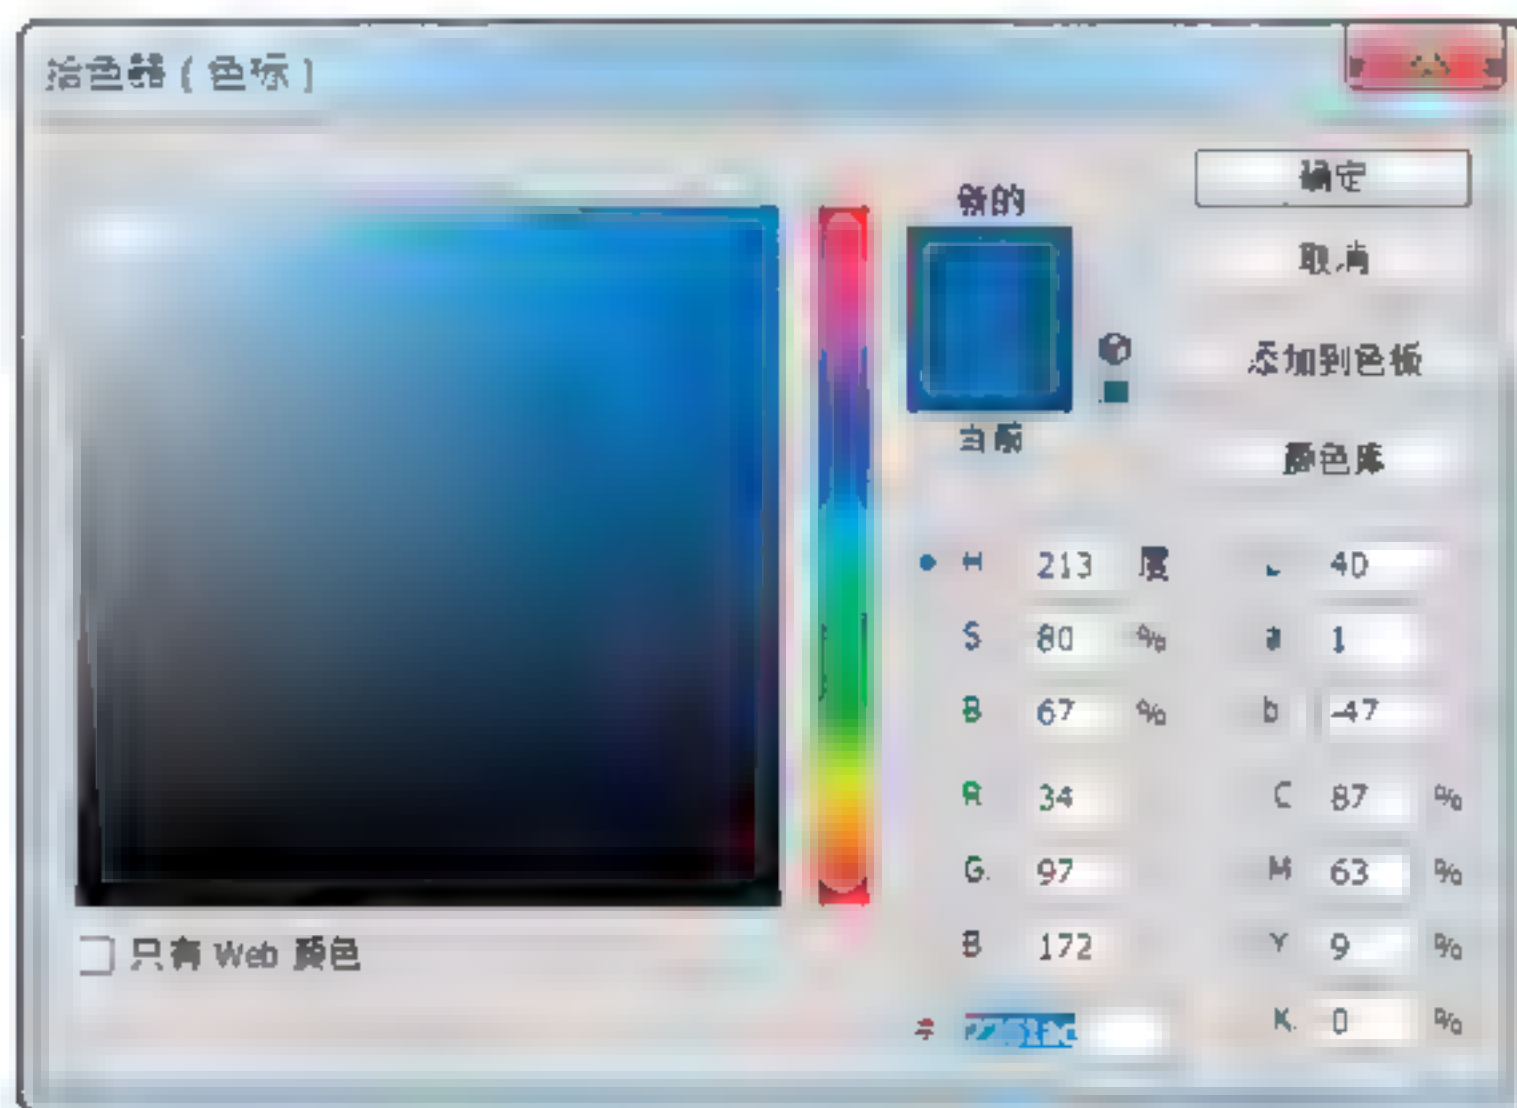 拾色器(色标)
新的
当前
确定
取消
添加到色板
颜色库
H 213 度
S 80 %
B 67 %
R 34
G: 97
B 172
# 2261ac
L 40
a 1
b -47
C 87 %
M 63 %
Y 9 %
K: 0 %
只有 Web 颜色